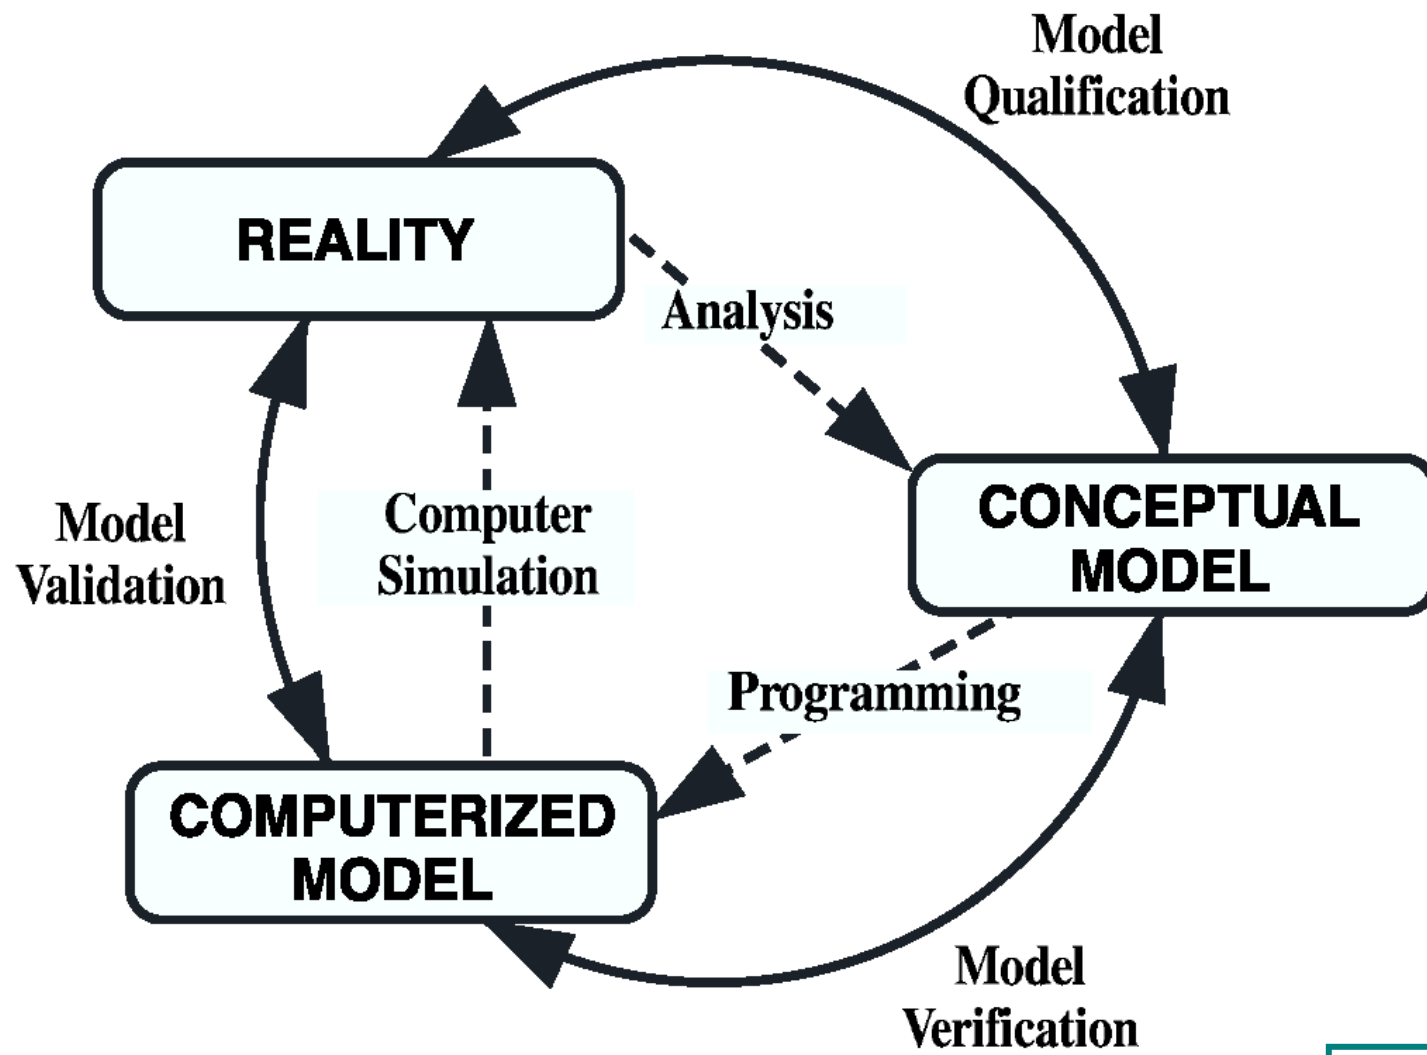 Model
Qualification
REALITY
Analysis
CONCEPTUAL
MODEL
Model
Validation
Computer
Simulation
Programming
COMPUTERIZED
MODEL
Model
Verification